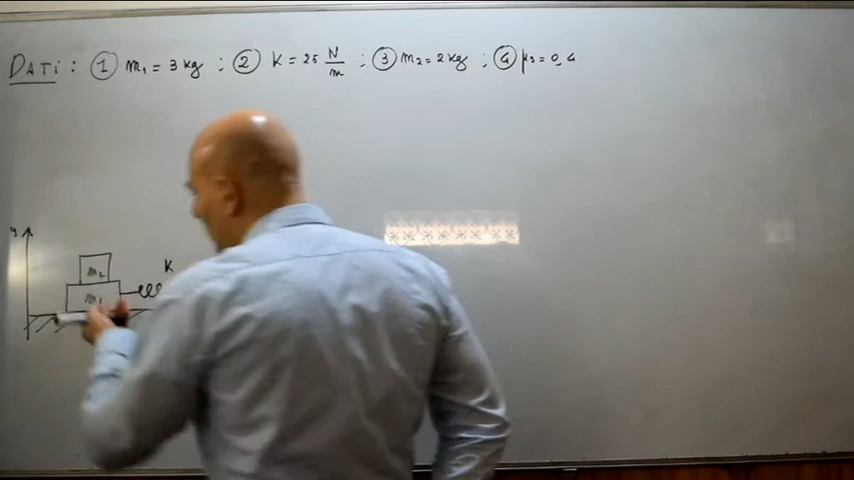 DATI : ① m₁ = 3 kg ; ② K = 25 N/m ; ③ m₂ = 2 kg ; ④ μs = 0,4
y
K
m₂
m₁